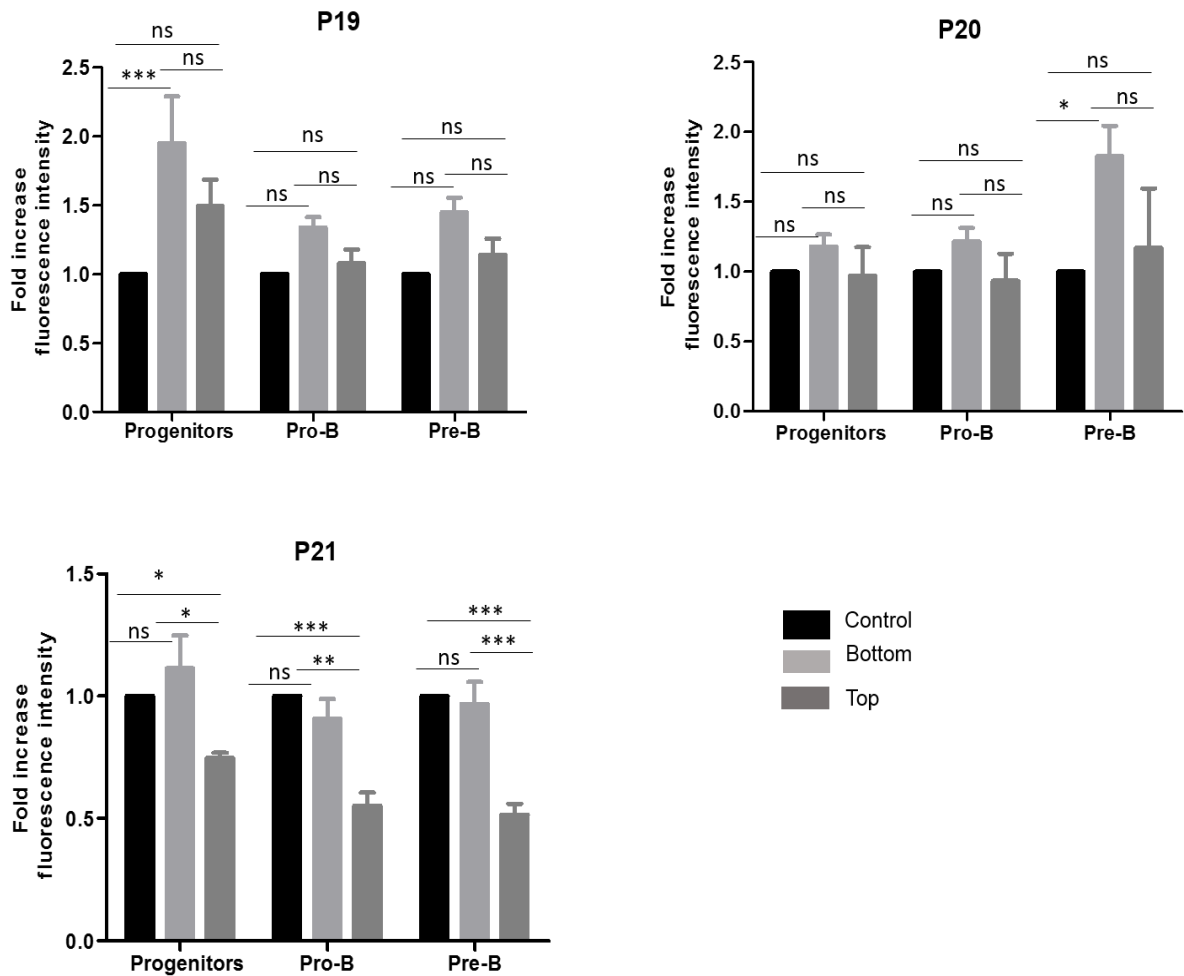 P19
Fold increase
fluorescence intensity
2.5
2.0
1.5
1.0
0.5
0.0
ns
ns
***
ns
ns
ns
ns
ns
ns
Progenitors Pro-B Pre-B
P20
Fold increase
fluorescence intensity
2.5
2.0
1.5
1.0
0.5
0.0
ns
ns
ns
ns
ns
ns
ns
*
ns
Progenitors Pro-B Pre-B
P21
Fold increase
fluorescence intensity
1.5
1.0
0.5
0.0
*
*
ns
***
**
ns
***
***
ns
Progenitors Pro-B Pre-B
Control
Bottom
Top